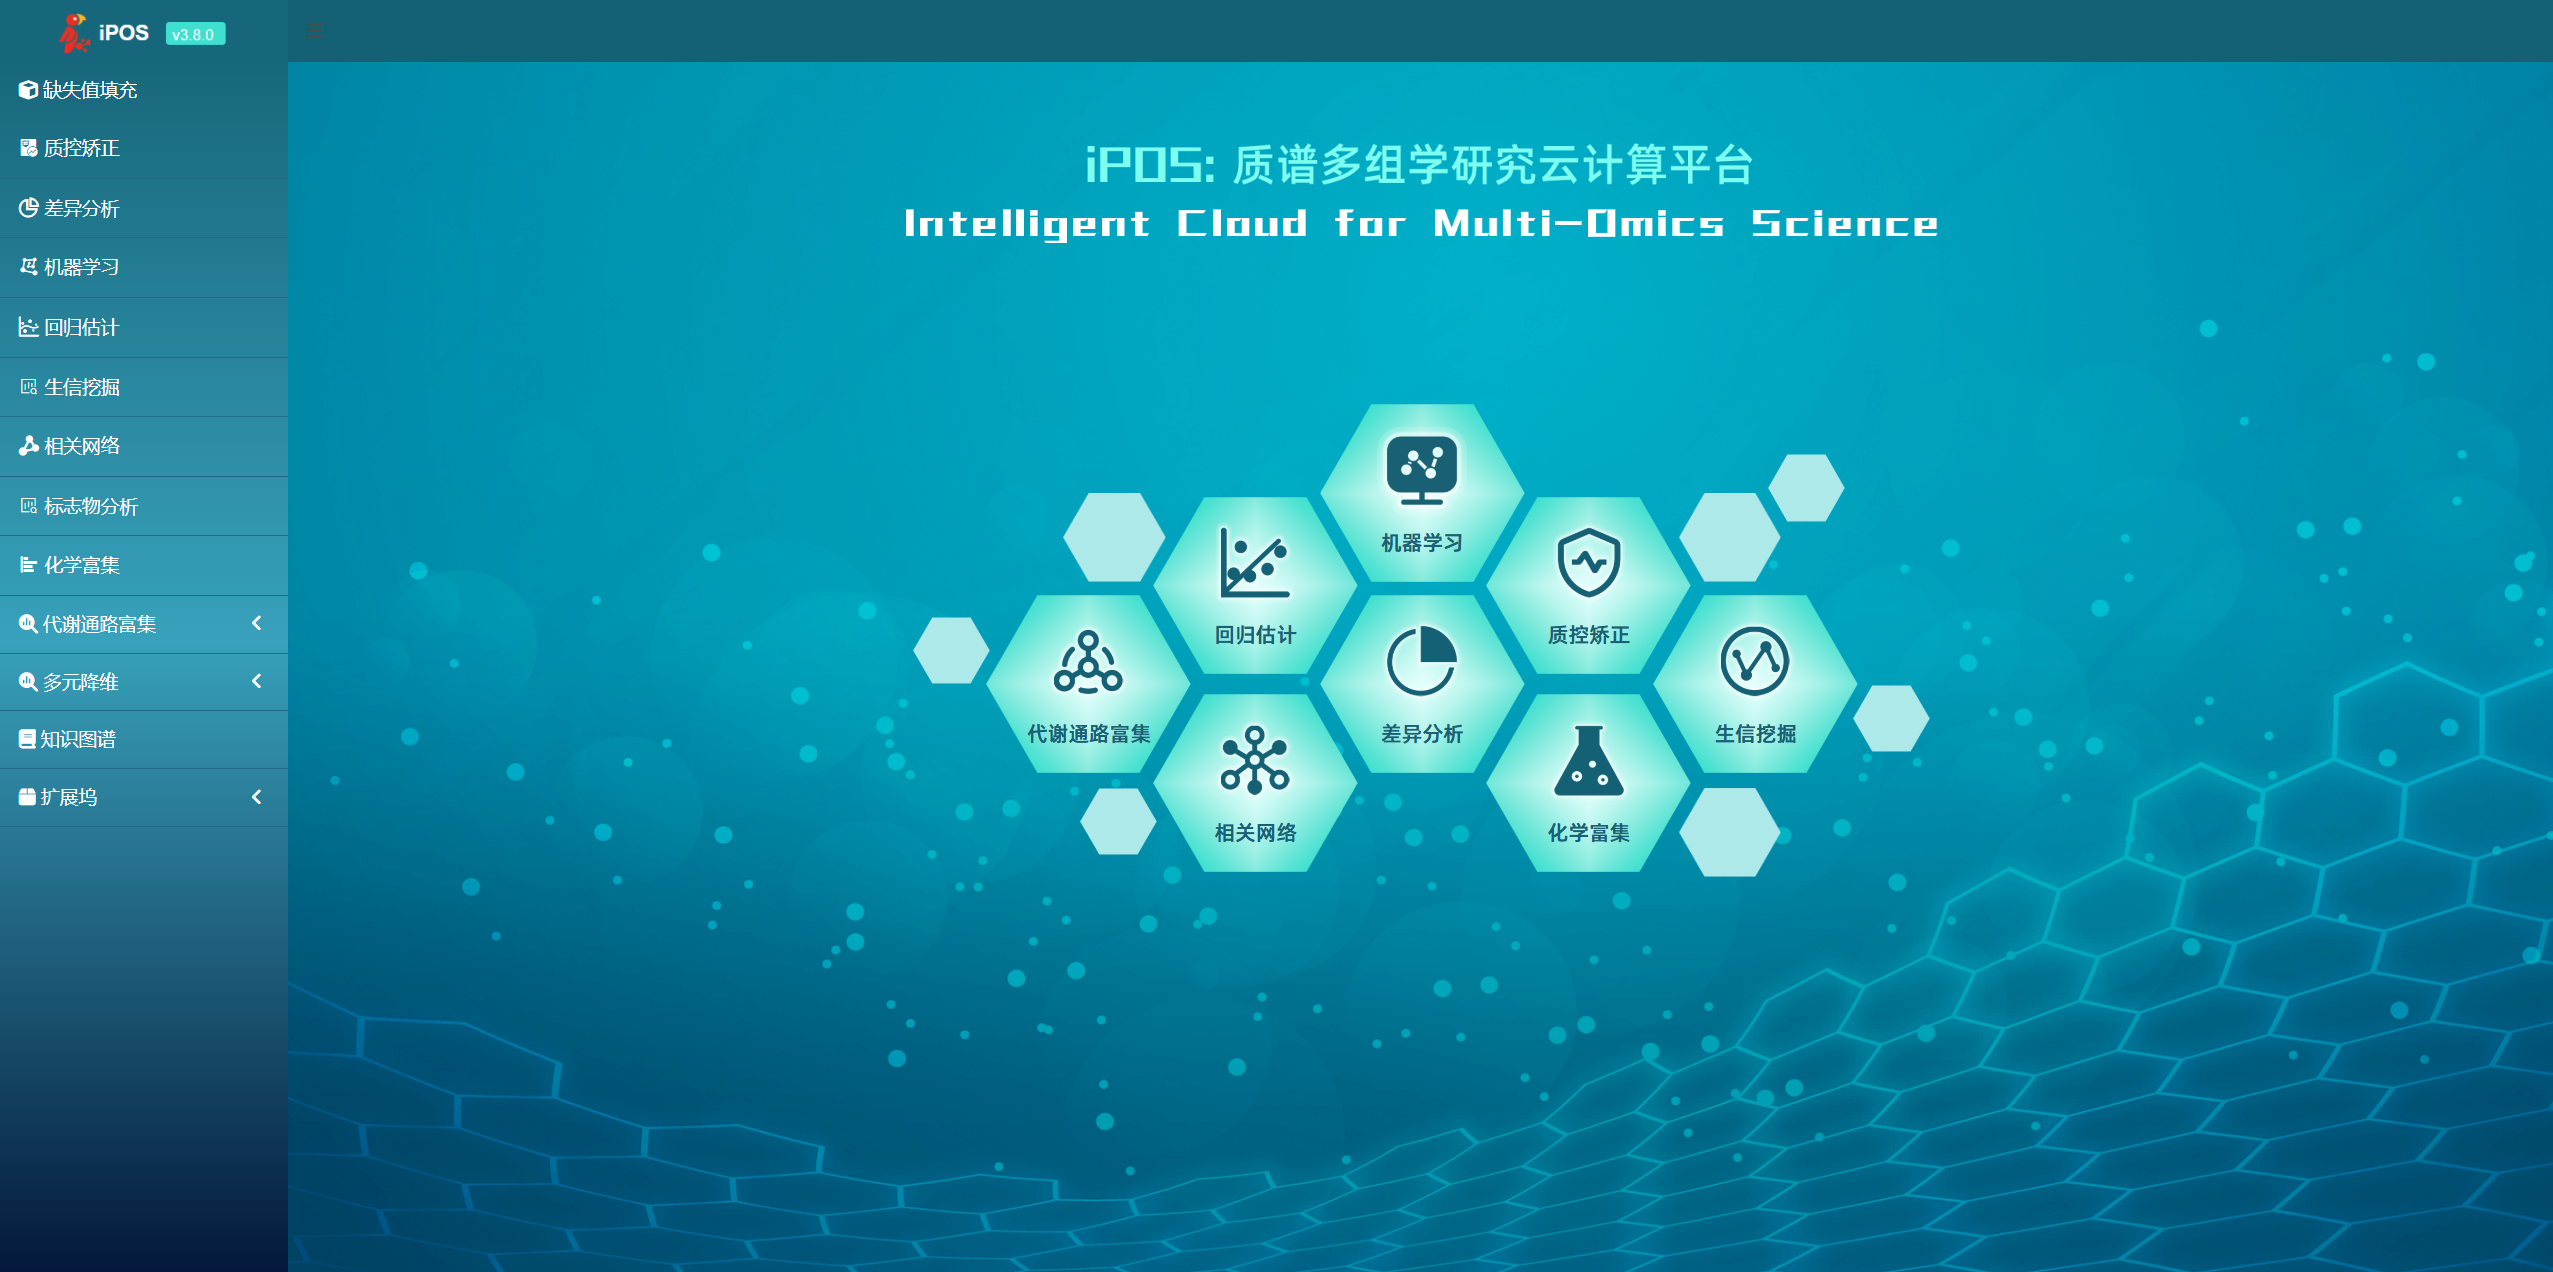 iPOS v3.8.0
缺失值填充
质控矫正
差异分析
机器学习
回归估计
生信挖掘
相关网络
标志物分析
化学富集
代谢通路富集
多元降维
知识图谱
扩展坞
iPOS: 质谱多组学研究云计算平台
Intelligent Cloud for Multi-Omics Science
机器学习
回归估计
质控矫正
代谢通路富集
差异分析
生信挖掘
相关网络
化学富集